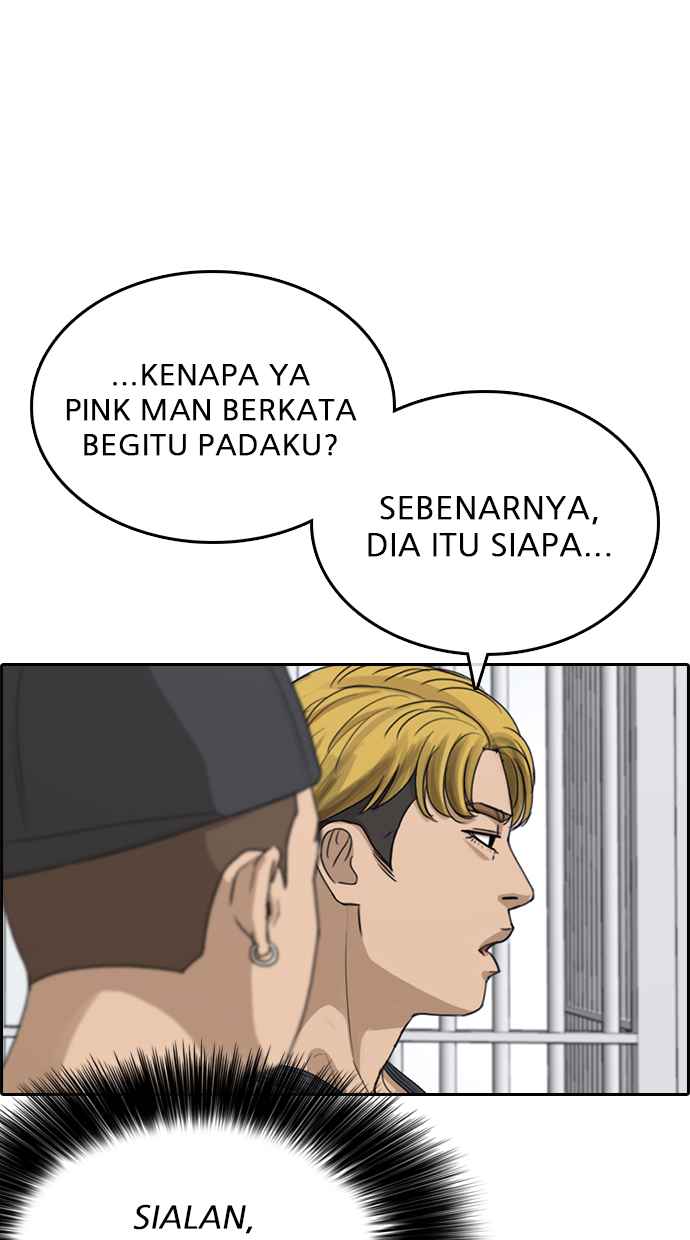 ...KENAPA YA
PINK MAN BERKATA
BEGITU PADAKU?
SEBENARNYA,
DIA ITU SIAPA...
SIALAN,